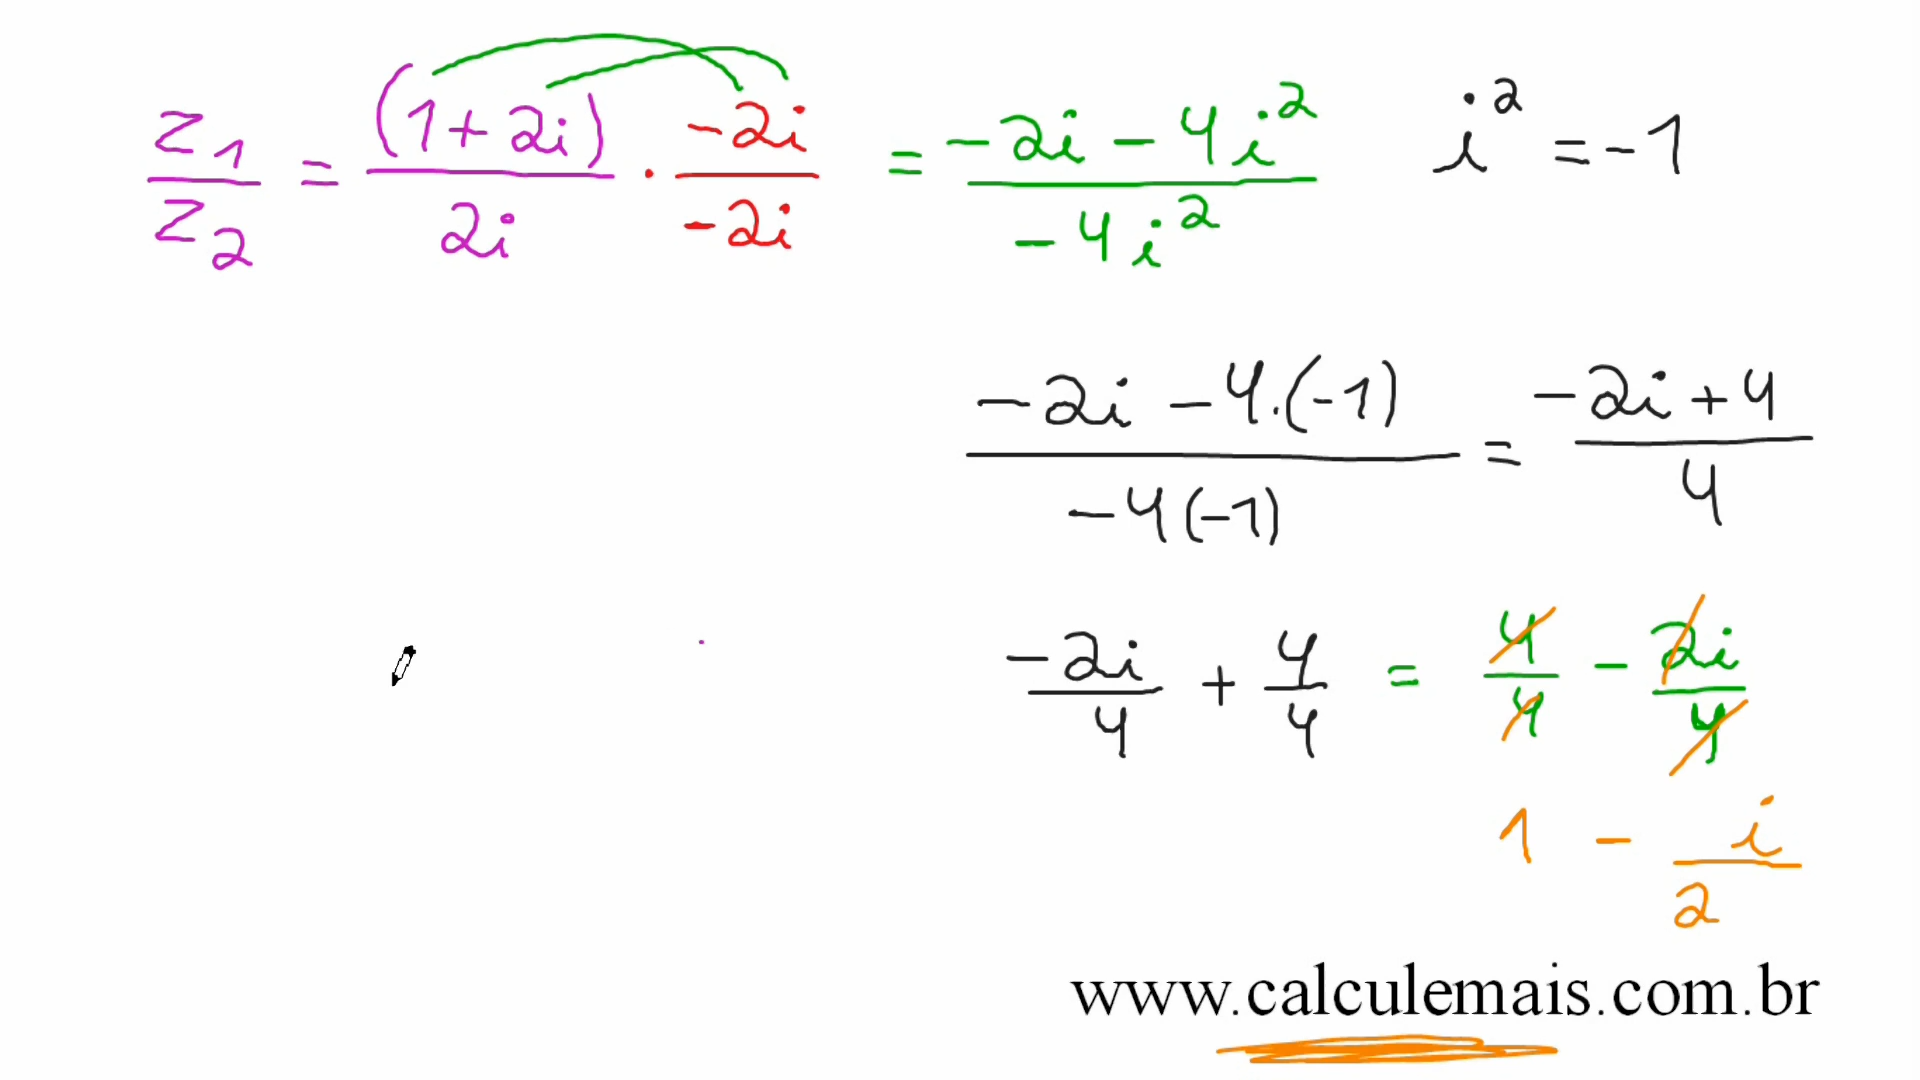 z1/z2 = (1+2i)/2i · -2i/-2i = -2i - 4i²/-4i² i² = -1
-2i - 4.(-1)/-4(-1) = -2i+4/4
-2i/4 + 4/4 = 4/4 - 2i/4
1 - i/2
www.calculemais.com.br